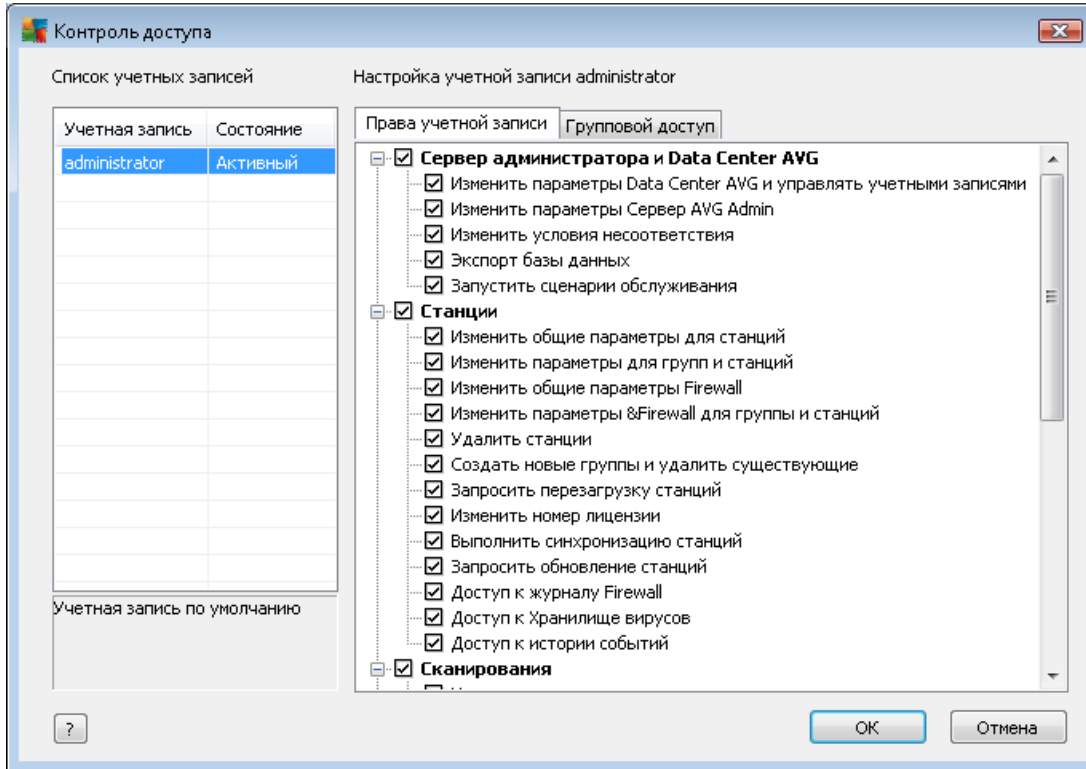 Контроль доступа
Список учетных записей
Настройка учетной записи administrator
Учетная запись
Состояние
administrator
Активный
Учетная запись по умолчанию
Права учетной записи
Групповой доступ
Сервер администратора и Data Center AVG
Изменить параметры Data Center AVG и управлять учетными записями
Изменить параметры Сервер AVG Admin
Изменить условия несоответствия
Экспорт базы данных
Запустить сценарии обслуживания
Станции
Изменить общие параметры для станций
Изменить параметры для групп и станций
Изменить общие параметры Firewall
Изменить параметры &Firewall для группы и станций
Удалить станции
Создать новые группы и удалить существующие
Запросить перезагрузку станций
Изменить номер лицензии
Выполнить синхронизацию станций
Запросить обновление станций
Доступ к журналу Firewall
Доступ к Хранилище вирусов
Доступ к истории событий
Сканирования
?
OK
Отмена